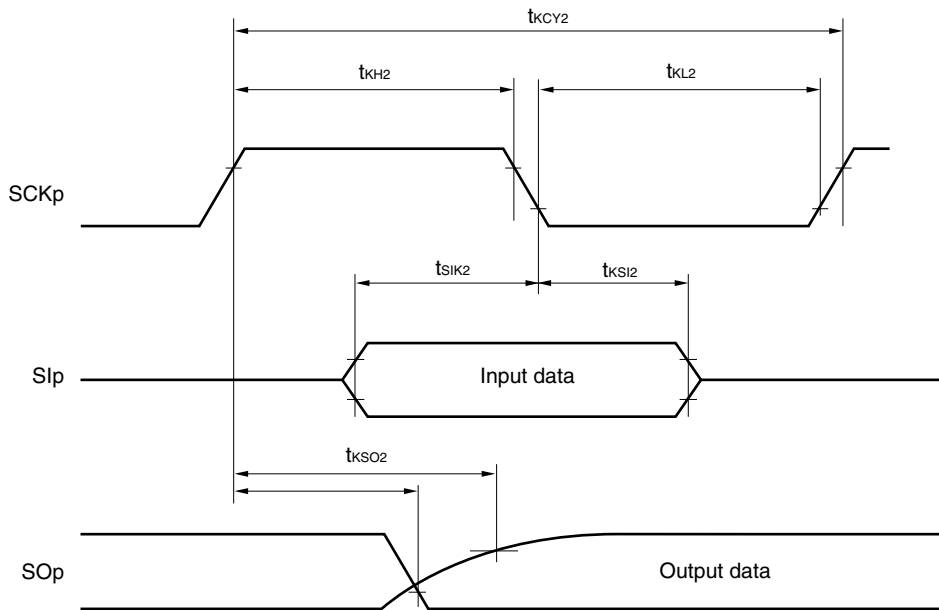 tKCY2
tKH2
tKL2
SCKp
tSIK2
tKSI2
SIp
Input data
tKSO2
SOp
Output data